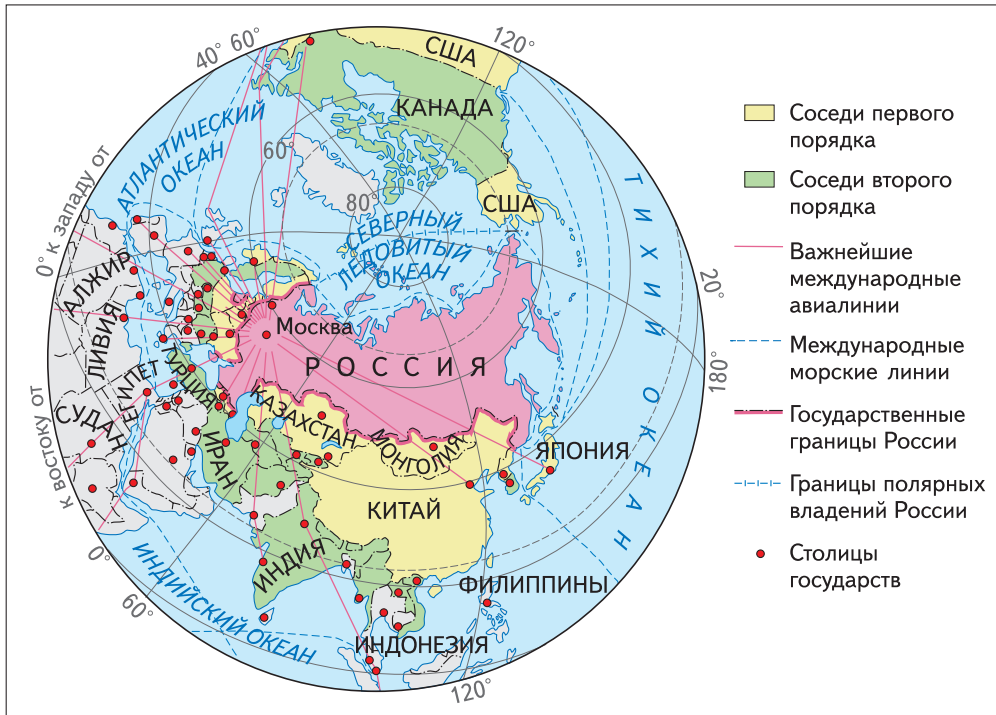 40° 60°
120°
США
КАНАДА
АТЛАНТИЧЕСКИЙ
ОКЕАН
60°
80°
США
СЕВЕРНЫЙ
ЛЕДОВИТЫЙ
ОКЕАН
ТИХИЙ ОКЕАН
20°
180°
0° к западу от
к востоку от 0°
АЛЖИР
ЛИВИЯ
ЕГИПЕТ
СУДАН
ТУРЦИЯ
ИРАН
Москва
РОССИЯ
КАЗАХСТАН
МОНГОЛИЯ
ЯПОНИЯ
КИТАЙ
ИНДИЯ
ФИЛИППИНЫ
ИНДОНЕЗИЯ
ИНДИЙСКИЙ ОКЕАН
60°
120°
Соседи первого
порядка
Соседи второго
порядка
Важнейшие
международные
авиалинии
Международные
морские линии
Государственные
границы России
Границы полярных
владений России
Столицы
государств